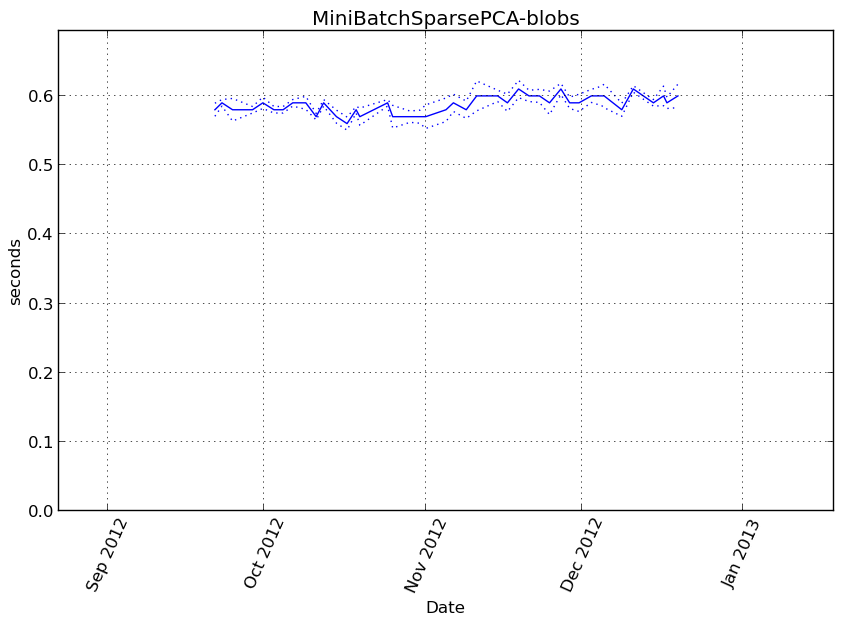 MiniBatchSparsePCA-blobs
0.6
0.5
0.4
0.3
0.2
0.1
0.0
seconds
Sep 2012
Oct 2012
Nov 2012
Dec 2012
Jan 2013
Date